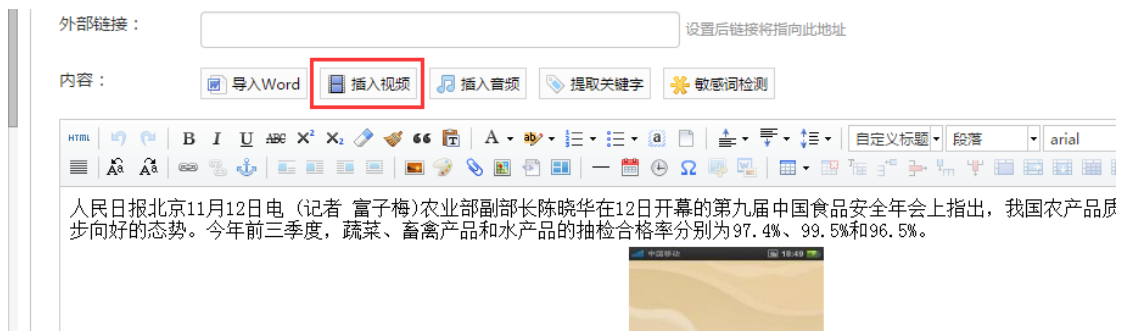 外部链接：
设置后链接将指向此地址
内容：
导入Word 插入视频 插入音频 提取关键字 敏感词检测
HTML B I U ABC X² X₂ A ab 自定义标题 段落 arial
人民日报北京11月12日电 (记者 富子梅)农业部副部长陈晓华在12日开幕的第九届中国食品安全年会上指出，我国农产品质
步向好的态势。今年前三季度，蔬菜、畜禽产品和水产品的抽检合格率分别为97.4%、99.5%和96.5%。
中国移动 18:49